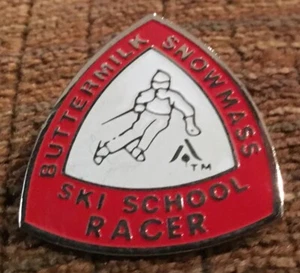 BUTTERMILK SNOWMASS
TM
SKI SCHOOL
RACER